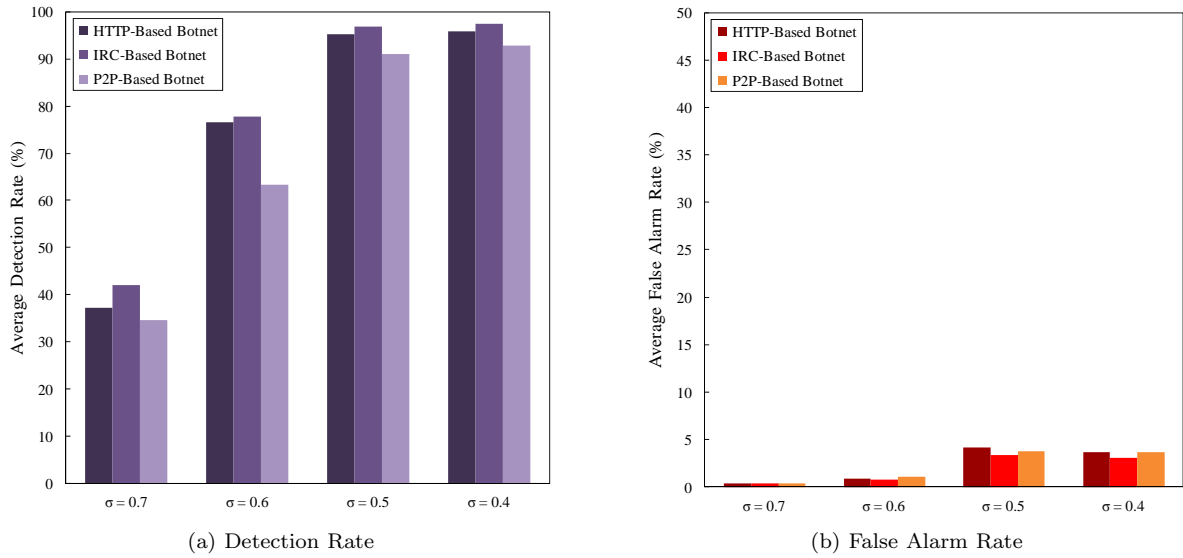 100
90
80
70
60
50
40
30
20
10
0
Average Detection Rate (%)
HTTP-Based Botnet
IRC-Based Botnet
P2P-Based Botnet
σ = 0.7
σ = 0.6
σ = 0.5
σ = 0.4
(a) Detection Rate
50
45
40
35
30
25
20
15
10
5
0
Average False Alarm Rate (%)
HTTP-Based Botnet
IRC-Based Botnet
P2P-Based Botnet
σ = 0.7
σ = 0.6
σ = 0.5
σ = 0.4
(b) False Alarm Rate